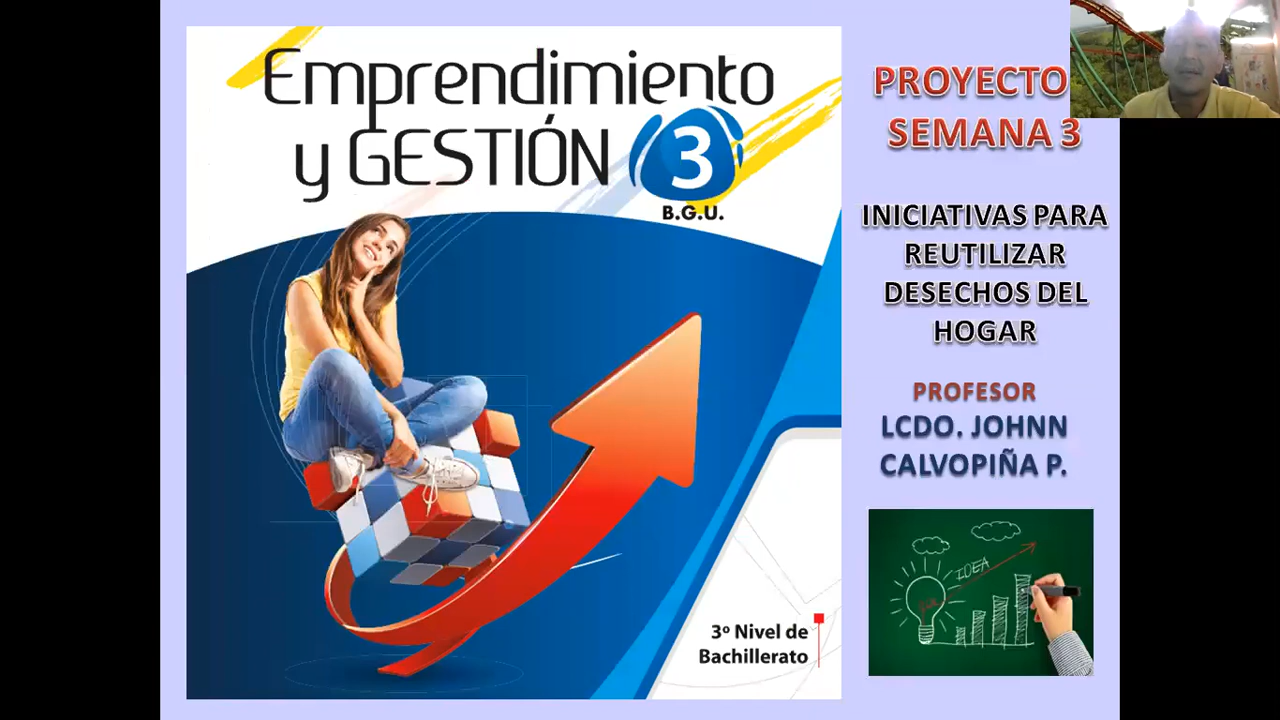 Emprendimiento
y GESTIÓN 3
B.G.U.
3º Nivel de
Bachillerato
PROYECTO
SEMANA 3
INICIATIVAS PARA
REUTILIZAR
DESECHOS DEL
HOGAR
PROFESOR
LCDO. JOHNN
CALVOPIÑA P.
IDEA